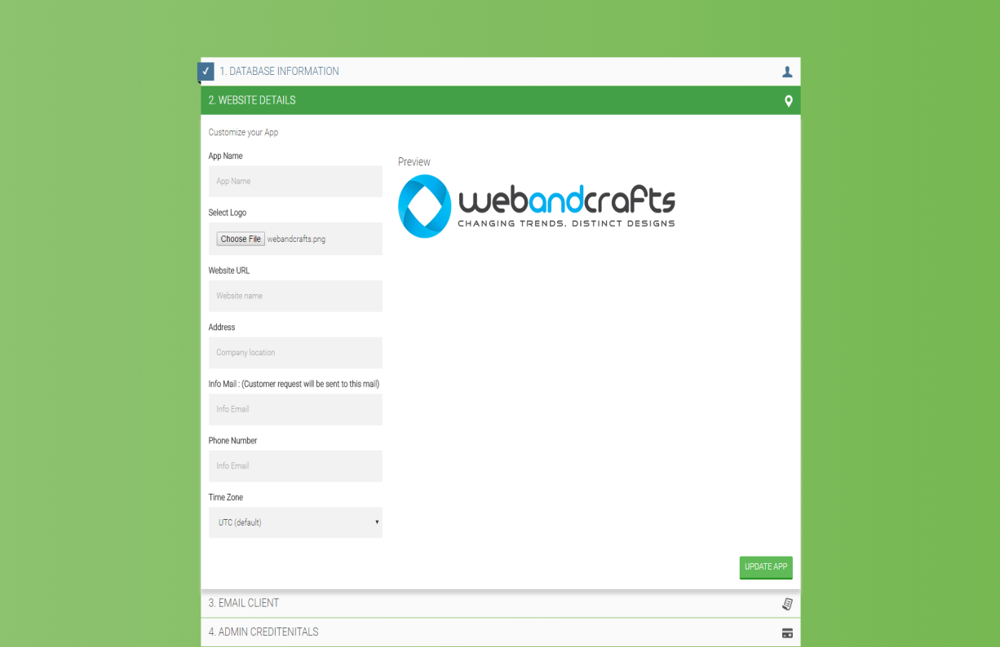 1. DATABASE INFORMATION
2. WEBSITE DETAILS
Customize your App
App Name
App Name
Select Logo
Choose File webandcrafts.png
Website URL
Website name
Address
Company location
Info Mail : (Customer request will be sent to this mail)
Info Email
Phone Number
Info Email
Time Zone
UTC (default)
Preview
webandcrafts
CHANGING TRENDS. DISTINCT DESIGNS
UPDATE APP
3. EMAIL CLIENT
4. ADMIN CREDITENITALS